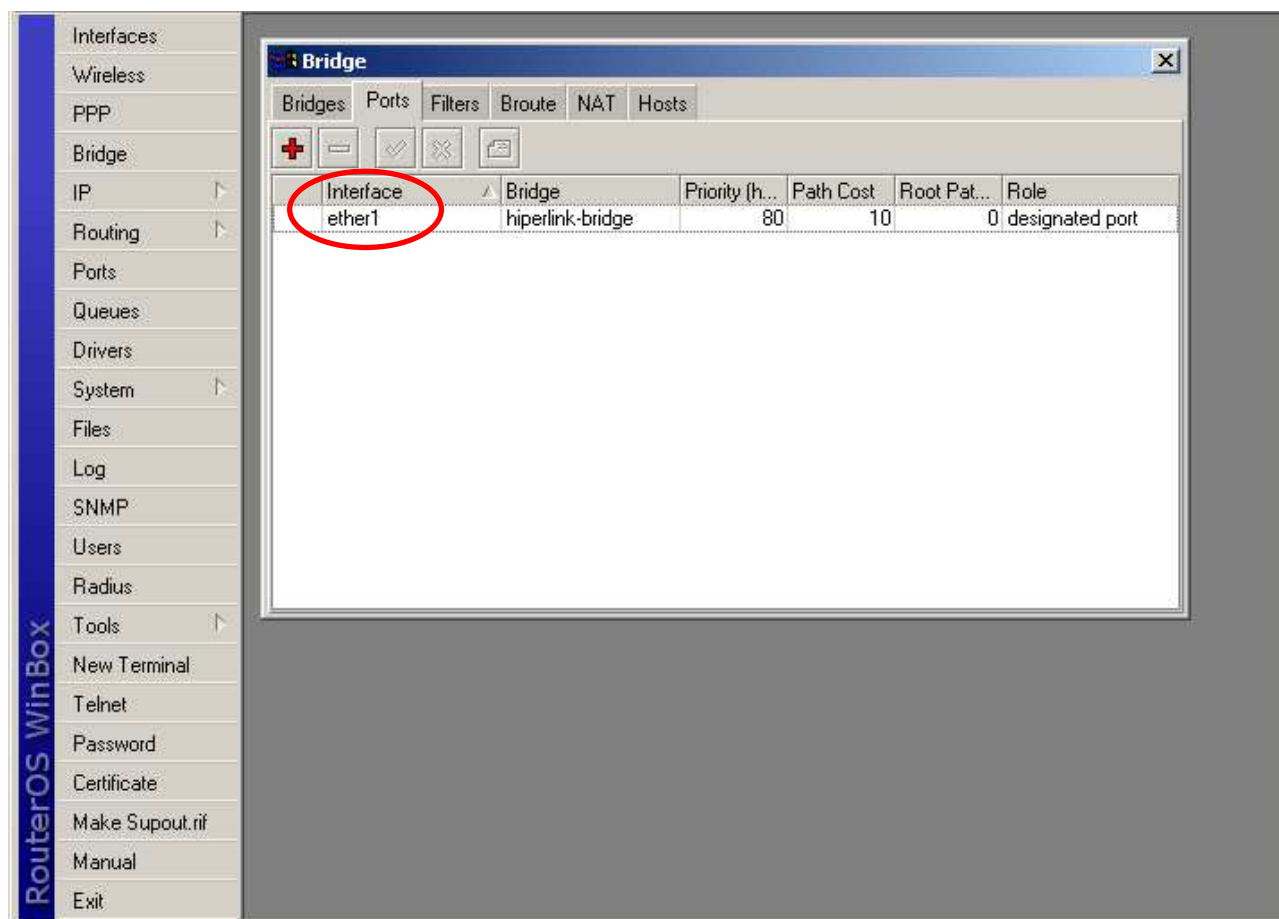 Interfaces
Wireless
PPP
Bridge
IP
Routing
Ports
Queues
Drivers
System
Files
Log
SNMP
Users
Radius
Tools
New Terminal
Telnet
Password
Certificate
Make Supout.rif
Manual
Exit
RouterOS WinBox
Bridge
Bridges Ports Filters Broute NAT Hosts
Interface Bridge Priority (h... Path Cost Root Pat... Role
ether1 hiperlink-bridge 80 10 0 designated port